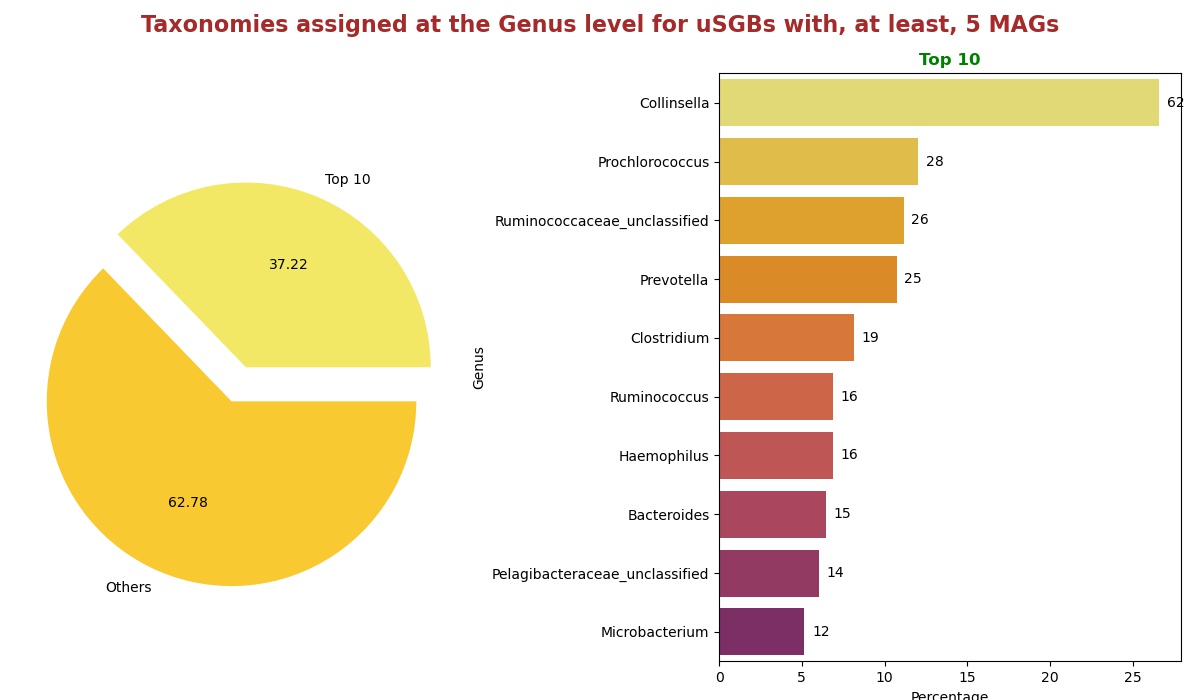 Taxonomies assigned at the Genus level for uSGBs with, at least, 5 MAGs
Top 10
37.22
62.78
Others
Genus
Top 10
Collinsella 62
Prochlorococcus 28
Ruminococcaceae_unclassified 26
Prevotella 25
Clostridium 19
Ruminococcus 16
Haemophilus 16
Bacteroides 15
Pelagibacteraceae_unclassified 14
Microbacterium 12
0 5 10 15 20 25
Percentage